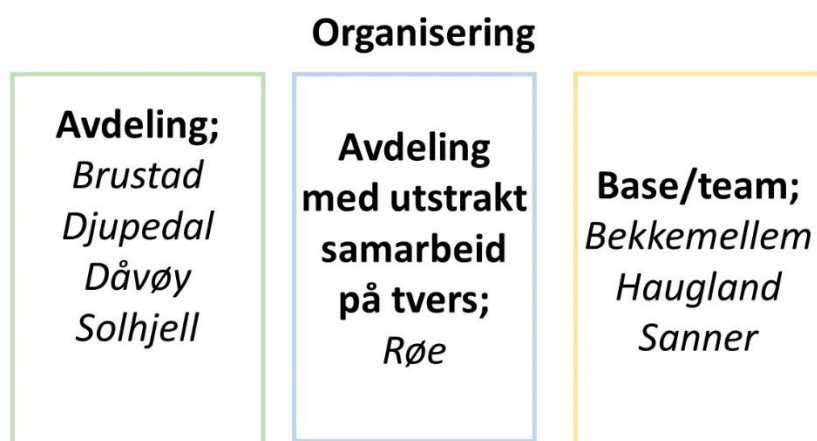 Organisering
Avdeling;
Brustad
Djupedal
Dåvøy
Solhjell
Avdeling
med utstrakt
samarbeid
på tvers;
Røe
Base/team;
Bekkemellem
Haugland
Sanner